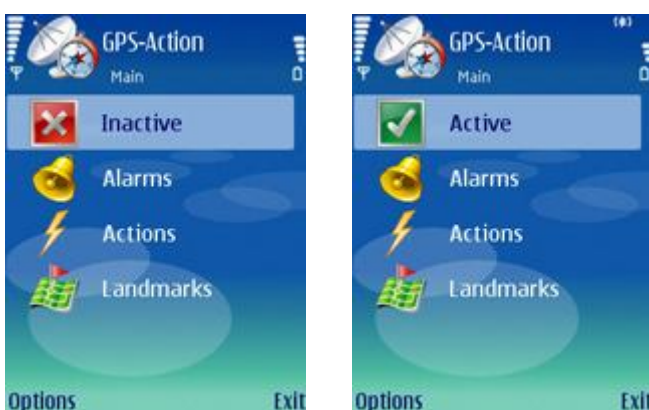 GPS-Action
Main
Inactive
Alarms
Actions
Landmarks
Options Exit
GPS-Action
Main
Active
Alarms
Actions
Landmarks
Options Exit